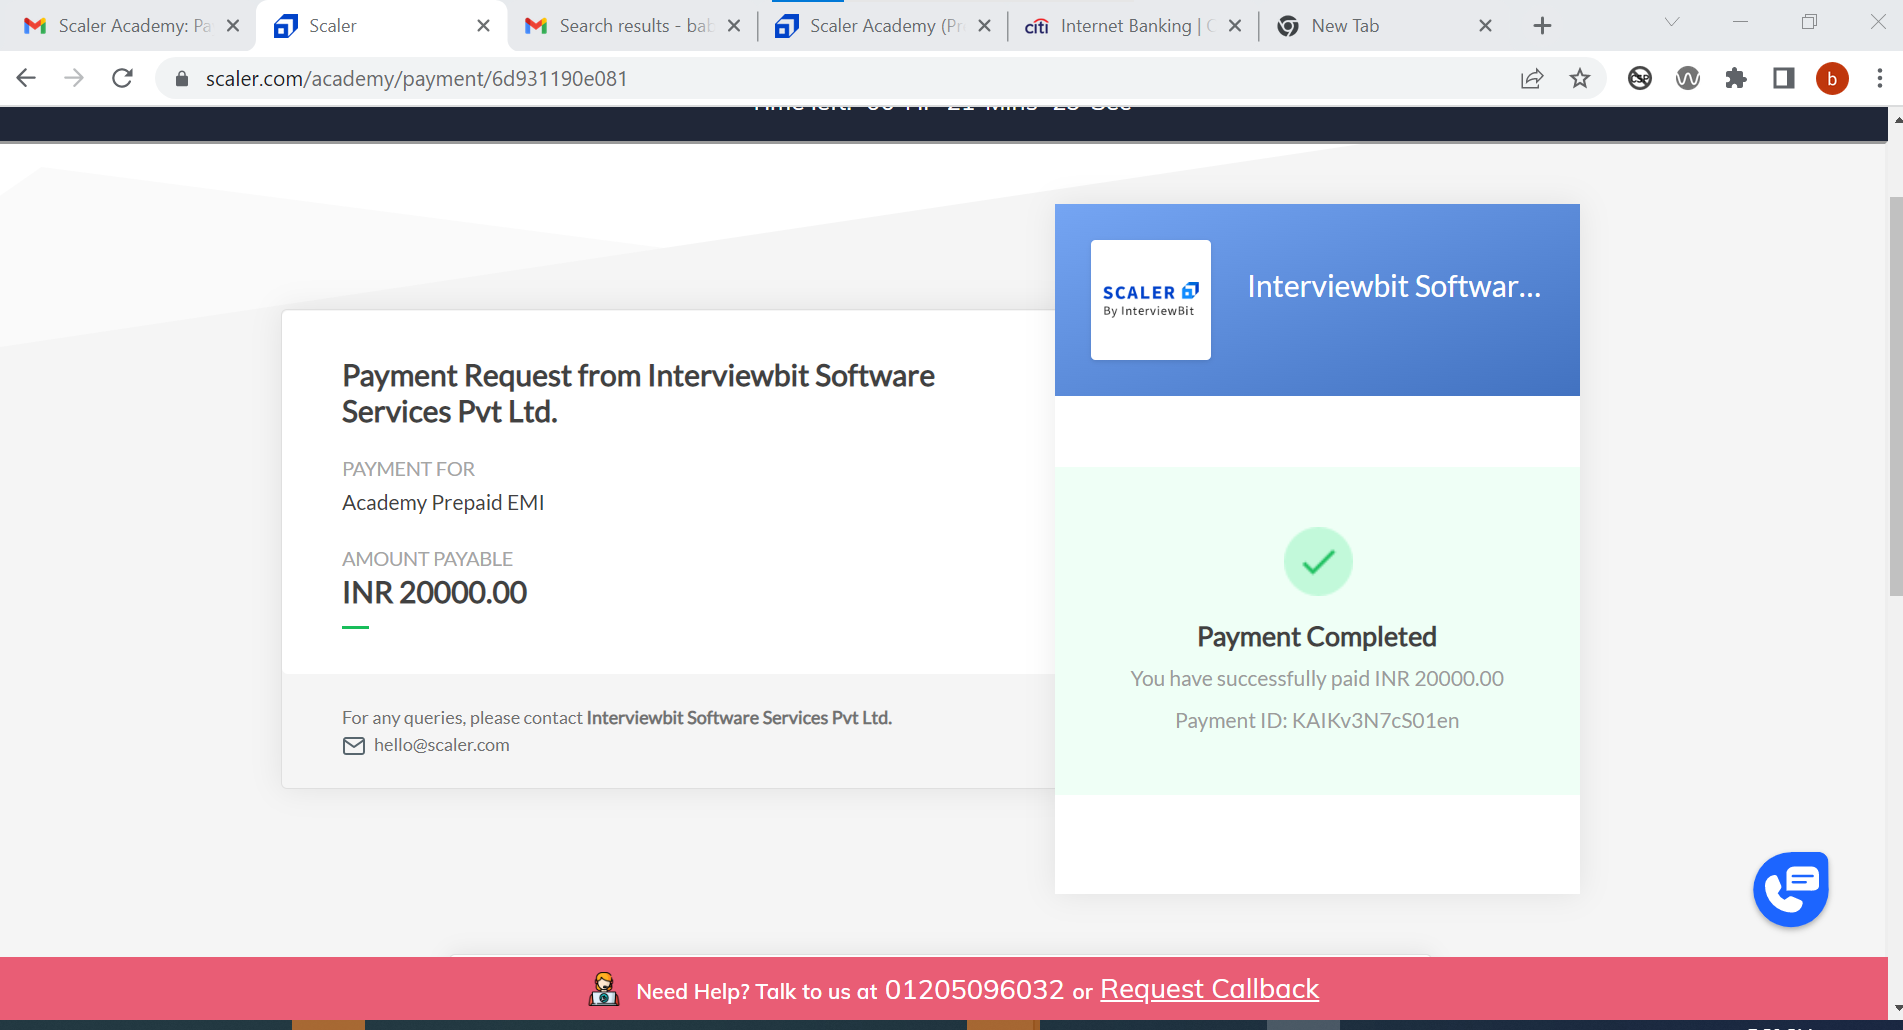 Scaler Academy: Pa
Scaler
Search results - bab
Scaler Academy (Pr
citi Internet Banking | C
New Tab
scaler.com/academy/payment/6d931190e081
CSP
b
SCALER
By InterviewBit
Interviewbit Softwar...
Payment Request from Interviewbit Software
Services Pvt Ltd.
PAYMENT FOR
Academy Prepaid EMI
AMOUNT PAYABLE
INR 20000.00
For any queries, please contact Interviewbit Software Services Pvt Ltd.
hello@scaler.com
Payment Completed
You have successfully paid INR 20000.00
Payment ID: KAIKv3N7cS01en
Need Help? Talk to us at 01205096032 or Request Callback